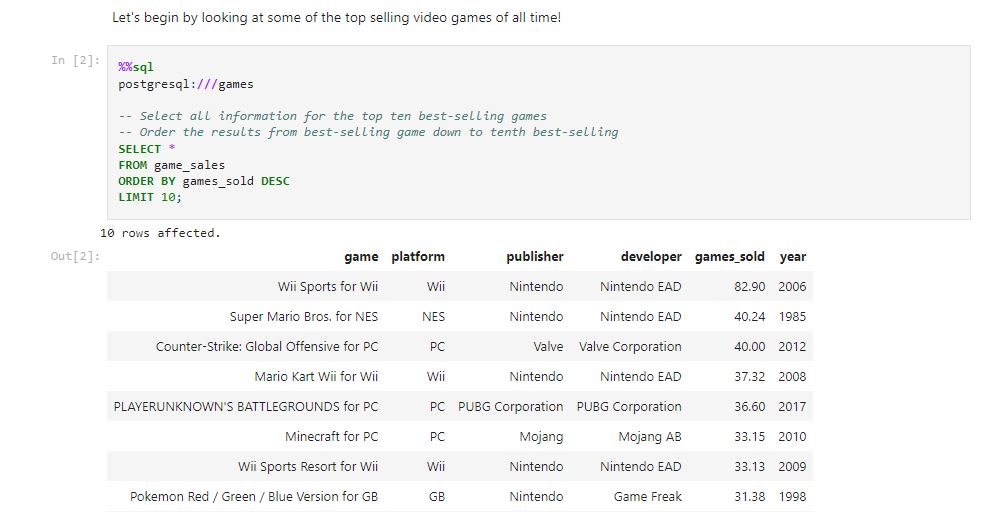 Let's begin by looking at some of the top selling video games of all time!
In [2]:
%%sql
postgresql:///games
-- Select all information for the top ten best-selling games
-- Order the results from best-selling game down to tenth best-selling
SELECT *
FROM game_sales
ORDER BY games_sold DESC
LIMIT 10;
10 rows affected.
Out[2]:
game platform publisher developer games_sold year
Wii Sports for Wii Wii Nintendo Nintendo EAD 82.90 2006
Super Mario Bros. for NES NES Nintendo Nintendo EAD 40.24 1985
Counter-Strike: Global Offensive for PC PC Valve Valve Corporation 40.00 2012
Mario Kart Wii for Wii Wii Nintendo Nintendo EAD 37.32 2008
PLAYERUNKNOWN'S BATTLEGROUNDS for PC PC PUBG Corporation PUBG Corporation 36.60 2017
Minecraft for PC PC Mojang Mojang AB 33.15 2010
Wii Sports Resort for Wii Wii Nintendo Nintendo EAD 33.13 2009
Pokemon Red / Green / Blue Version for GB GB Nintendo Game Freak 31.38 1998